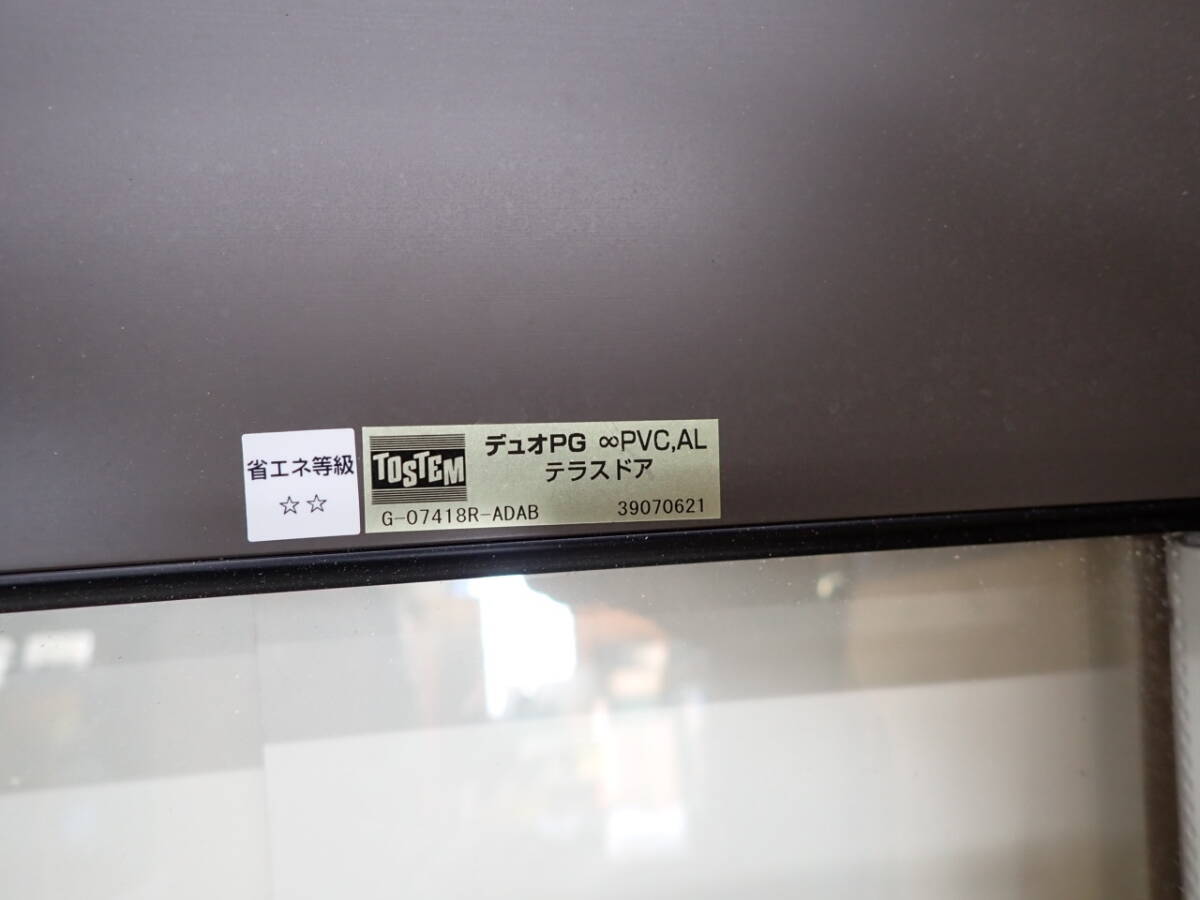 省エネ等級
☆☆
TOSTEM
デュオPG ∞PVC,AL
テラスドア
G-07418R-ADAB 39070621